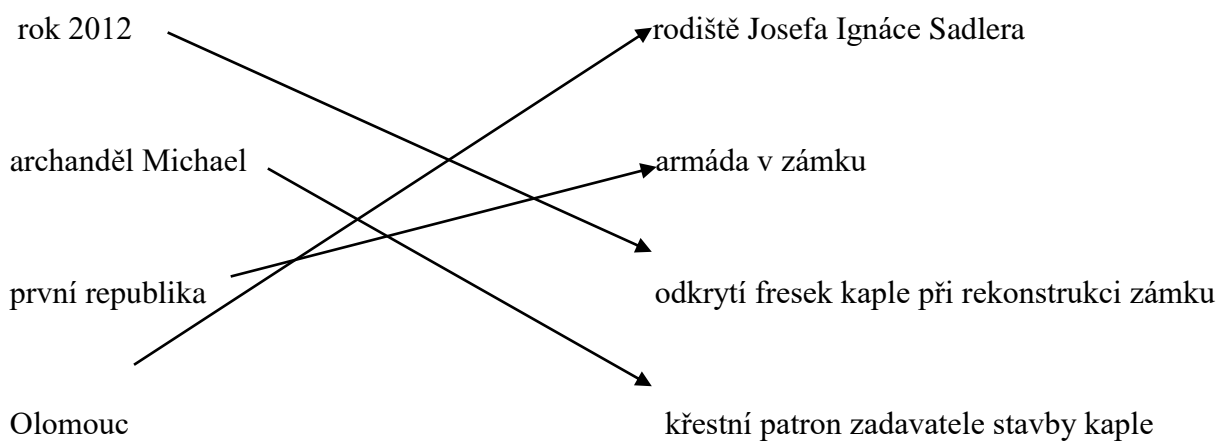 rok 2012 rodiště Josefa Ignáce Sadlera
archanděl Michael armáda v zámku
první republika odkrytí fresek kaple při rekonstrukci zámku
Olomouc křestní patron zadavatele stavby kaple